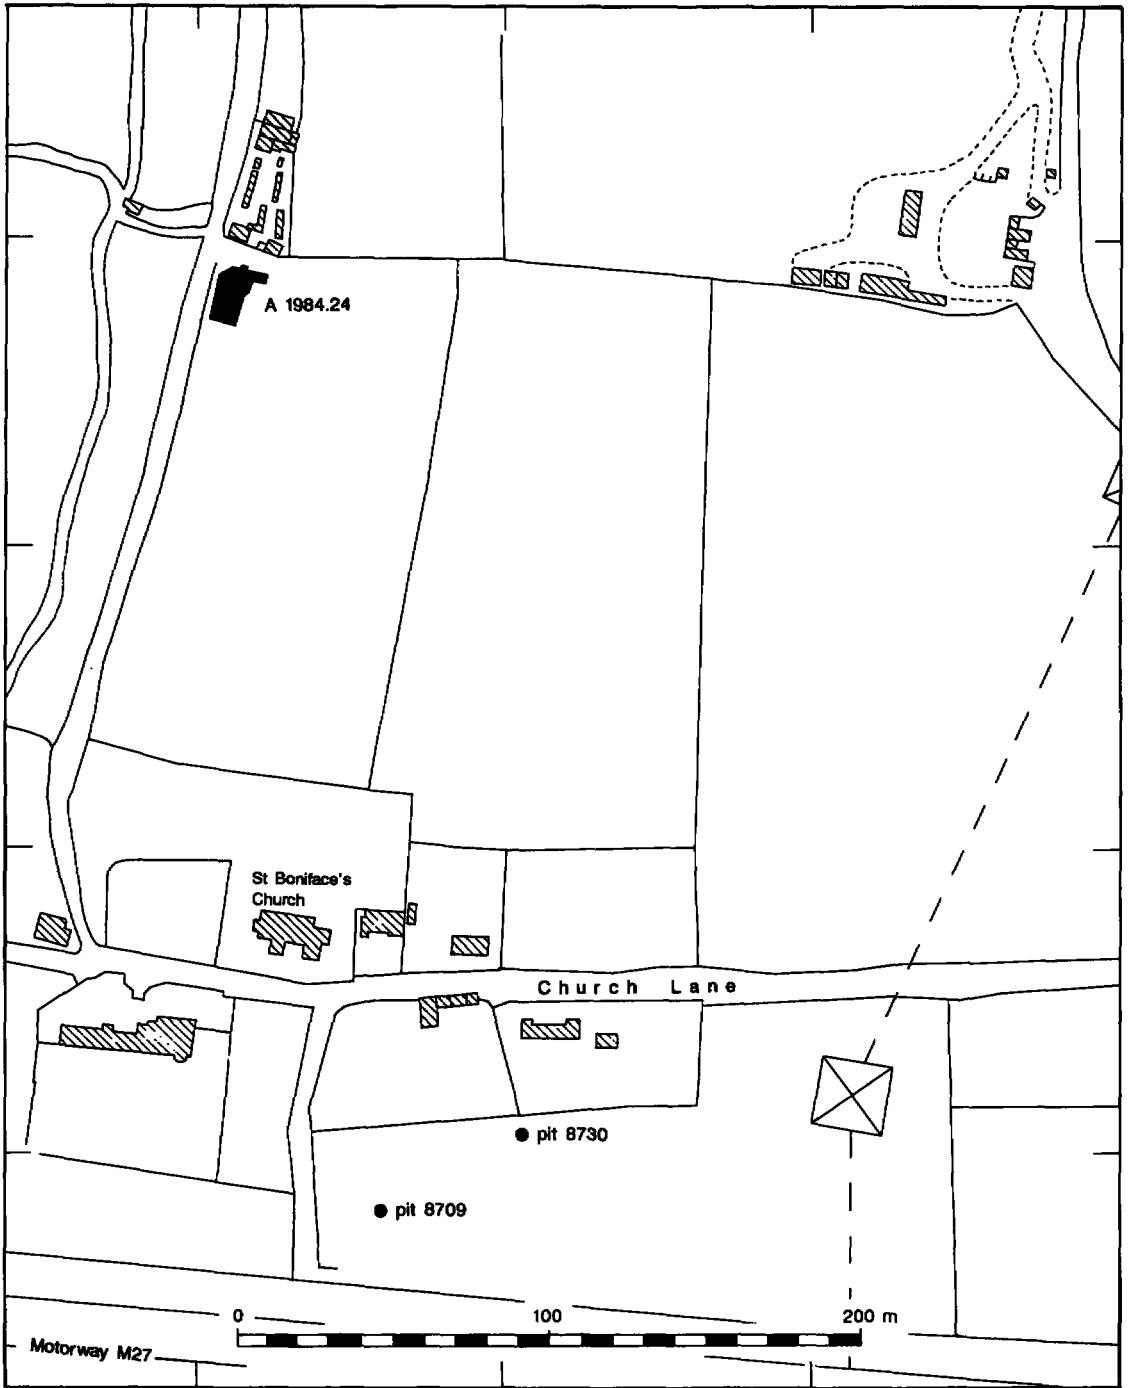 A 1984.24
St Boniface's
Church
Church Lane
pit 8730
pit 8709
0 100 200 m
Motorway M27